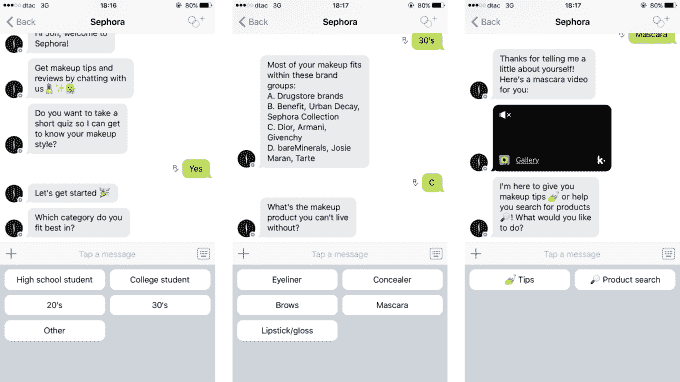 dtac 3G
18:16
80%
Back
Sephora
Hi Jon, welcome to
Sephora!
Get makeup tips and
reviews by chatting with
us
Do you want to take a
short quiz so I can get
to know your makeup
style?
Yes
Let's get started
Which category do you
fit best in?
Tap a message
High school student
College student
20's
30's
Other
dtac 3G
18:17
80%
Back
Sephora
30's
Most of your makeup fits
within these brand
groups:
A. Drugstore brands
B. Benefit, Urban Decay,
Sephora Collection
C. Dior, Armani,
Givenchy
D. bareMinerals, Josie
Maran, Tarte
C
What's the makeup
product you can't live
without?
Tap a message
Eyeliner
Concealer
Brows
Mascara
Lipstick/gloss
dtac 3G
18:17
80%
Back
Sephora
Mascara
Thanks for telling me a
little about yourself!
Here's a mascara video
for you:
Gallery
k
I'm here to give you
makeup tips or help
you search for products
! What would you like
to do?
Tap a message
Tips
Product search